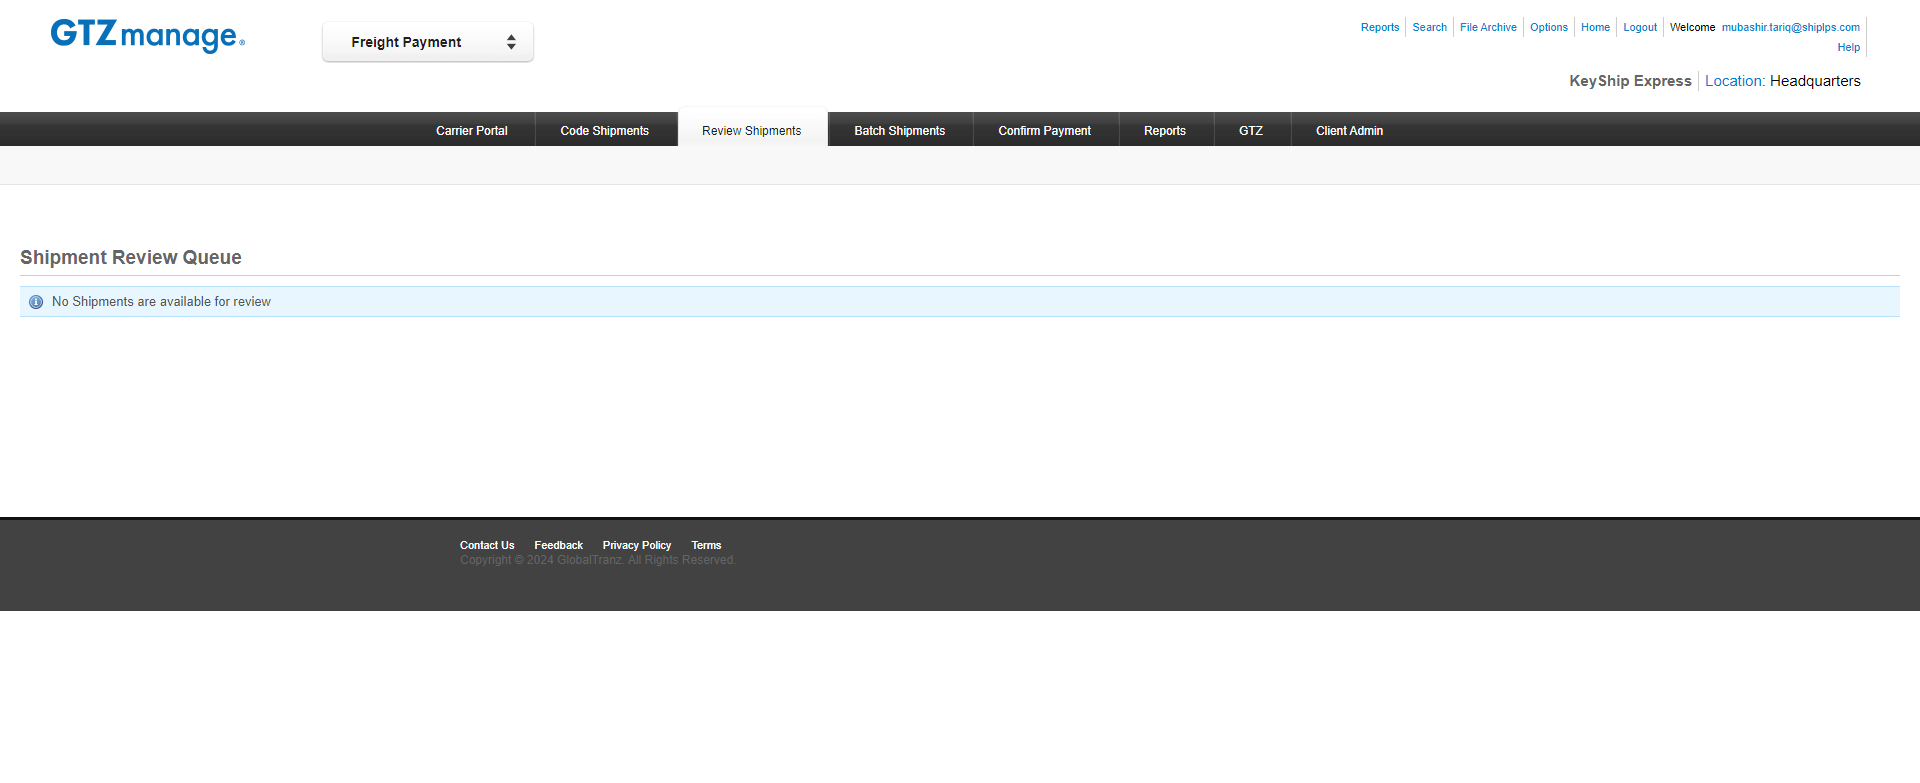 GTZmanage®
Freight Payment
Reports Search File Archive Options Home Logout Welcome mubashir.tariq@shiplps.com
Help
KeyShip Express Location: Headquarters
Carrier Portal Code Shipments Review Shipments Batch Shipments Confirm Payment Reports GTZ Client Admin
Shipment Review Queue
No Shipments are available for review
Contact Us Feedback Privacy Policy Terms
Copyright © 2024 GlobalTranz. All Rights Reserved.